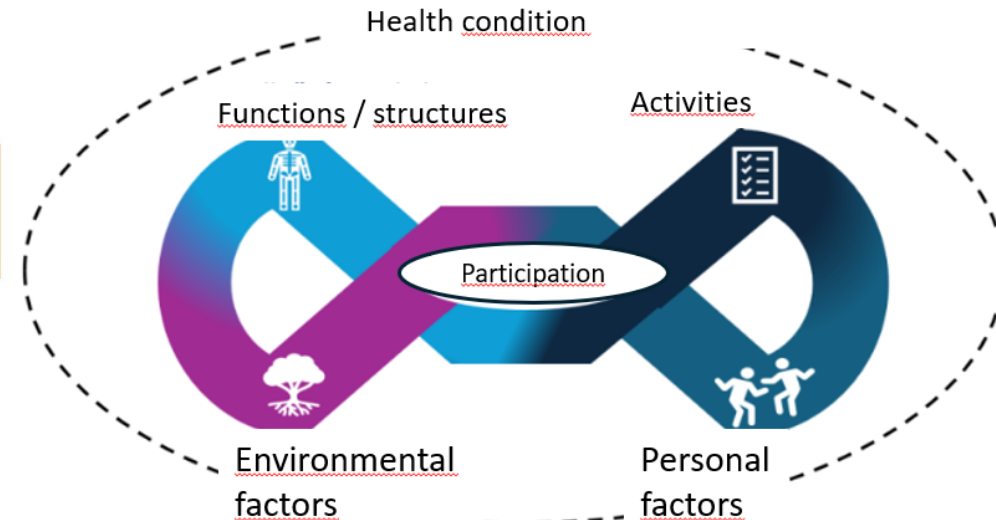 Health condition
Functions / structures
Activities
Participation
Environmental
factors
Personal
factors